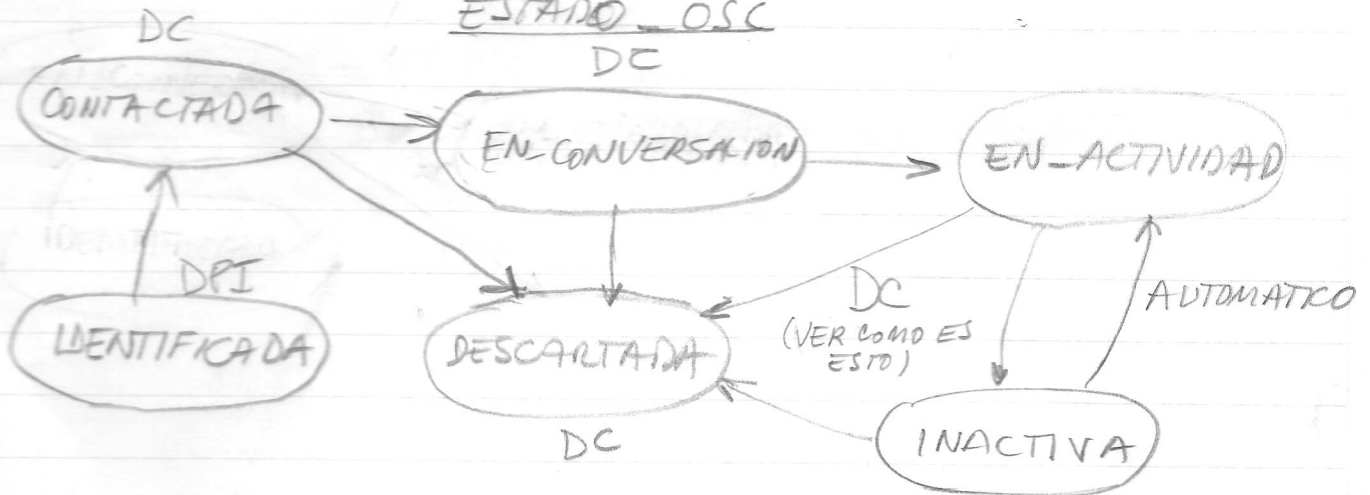 ESTADO_OSC
DC
DC
CONTACTADA
EN_CONVERSACION
EN_ACTIVIDAD
DPI
IDENTIFICADA
DESCARTADA
DC
(VER COMO ES
ESTO)
AUTOMATICO
DC
INACTIVA